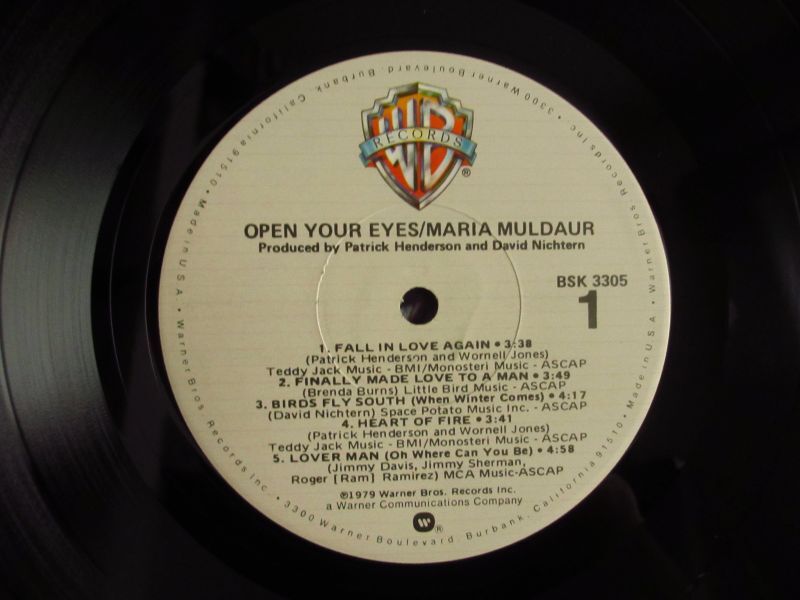 WB
RECORDS
®
OPEN YOUR EYES/MARIA MULDAUR
Produced by Patrick Henderson and David Nichtern
BSK 3305
1
1. FALL IN LOVE AGAIN • 3:38
(Patrick Henderson and Wornell Jones)
Teddy Jack Music - BMI/Monosteri Music - ASCAP
2. FINALLY MADE LOVE TO A MAN • 3:49
(Brenda Burns) Little Bird Music - ASCAP
3. BIRDS FLY SOUTH (When Winter Comes) • 4:17
(David Nichtern) Space Potato Music Inc. - ASCAP
4. HEART OF FIRE • 3:41
(Patrick Henderson and Wornell Jones)
Teddy Jack Music - BMI/Monosteri Music - ASCAP
5. LOVER MAN (Oh Where Can You Be) • 4:58
(Jimmy Davis, Jimmy Sherman,
Roger [Ram] Ramirez) MCA Music-ASCAP
℗1979 Warner Bros. Records Inc.
a Warner Communications Company
W®
Warner Bros. Records Inc. • 3300 Warner Boulevard, Burbank, California 91510 • Made in U.S.A. • Warner Bros. Records Inc. • 3300 Warner Boulevard, Burbank, California 91510 • Made in U.S.A. •